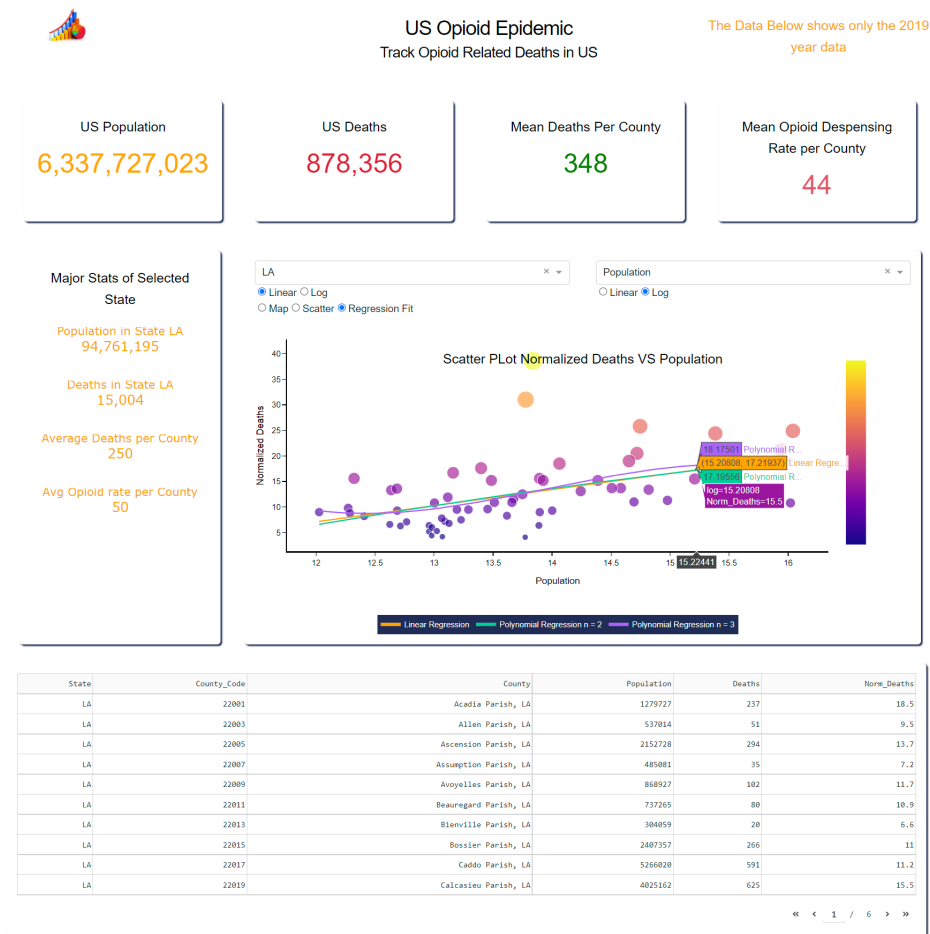 US Opioid Epidemic
Track Opioid Related Deaths in US
The Data Below shows only the 2019
year data
US Population
6,337,727,023
US Deaths
878,356
Mean Deaths Per County
348
Mean Opioid Despensing
Rate per County
44
Major Stats of Selected
State
Population in State LA
94,761,195
Deaths in State LA
15,004
Average Deaths per County
250
Avg Opioid rate per County
50
LA
Linear Log
Map Scatter Regression Fit
Population
Linear Log
Scatter PLot Normalized Deaths VS Population
Normalized Deaths
40
35
30
25
20
15
10
5
18.17501 Polynomial R...
(15.20808, 17.21937) Linear Regre...
17.19556 Polynomial R...
log=15.20808
Norm_Deaths=15.5
12 12.5 13 13.5 14 14.5 15 15.22441 15.5 16
Population
Linear Regression Polynomial Regression n = 2 Polynomial Regression n = 3
State County_Code County Population Deaths Norm_Deaths
LA 22001 Acadia Parish, LA 1279727 237 18.5
LA 22003 Allen Parish, LA 537014 51 9.5
LA 22005 Ascension Parish, LA 2152728 294 13.7
LA 22007 Assumption Parish, LA 485081 35 7.2
LA 22009 Avoyelles Parish, LA 868927 102 11.7
LA 22011 Beauregard Parish, LA 737265 80 10.9
LA 22013 Bienville Parish, LA 304059 20 6.6
LA 22015 Bossier Parish, LA 2407357 266 11
LA 22017 Caddo Parish, LA 5266020 591 11.2
LA 22019 Calcasieu Parish, LA 4025162 625 15.5
1 / 6